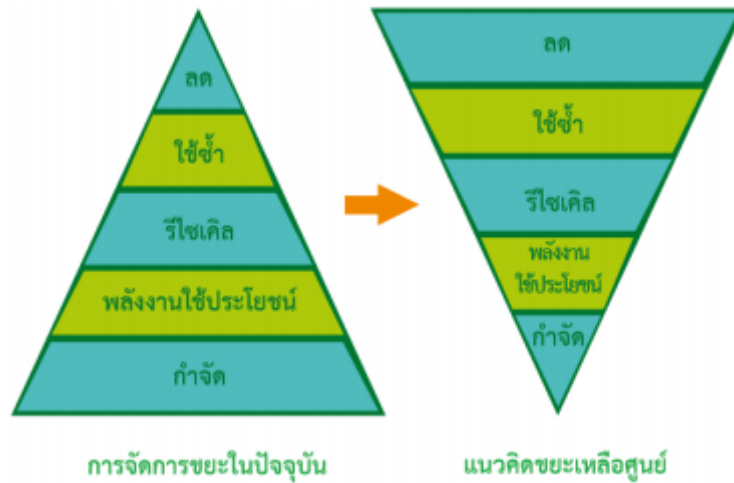 ลด
ใช้ซ้ำ
รีไซเคิล
พลังงานใช้ประโยชน์
กำจัด
การจัดการขยะในปัจจุบัน
ลด
ใช้ซ้ำ
รีไซเคิล
พลังงาน
ใช้ประโยชน์
กำจัด
แนวคิดขยะเหลือศูนย์